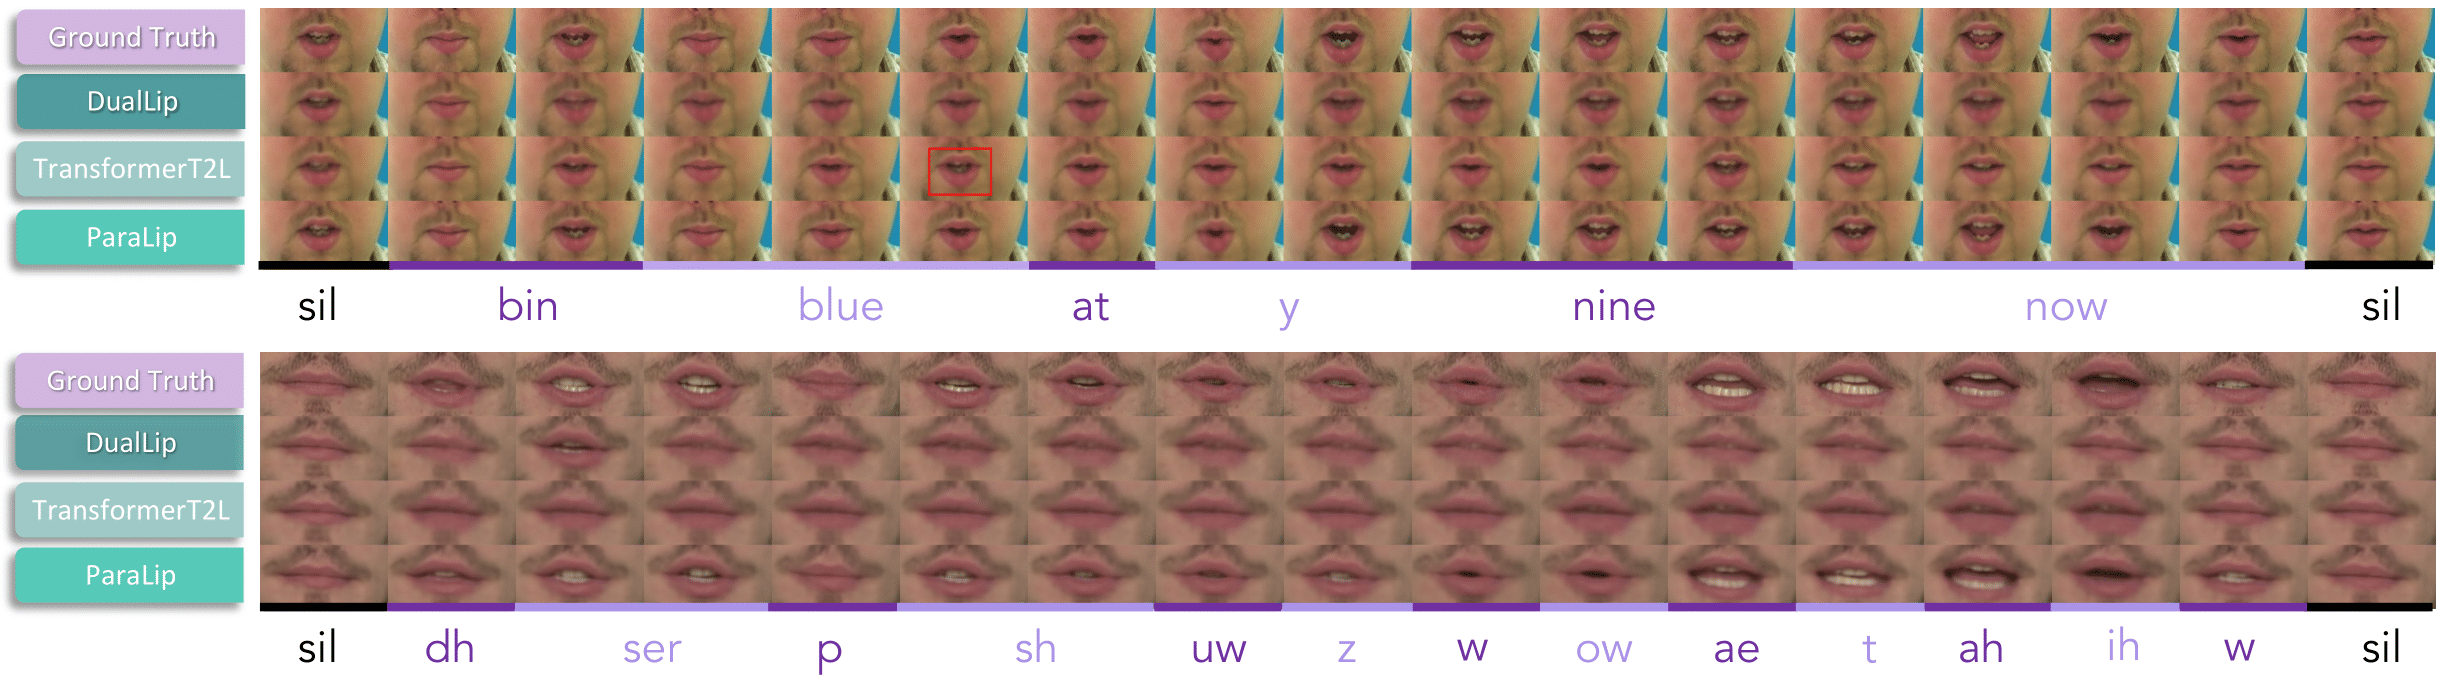 Ground Truth
DualLip
TransformerT2L
ParaLip
sil bin blue at y nine now sil
Ground Truth
DualLip
TransformerT2L
ParaLip
sil dh ser p sh uw z w ow ae t ah ih w sil